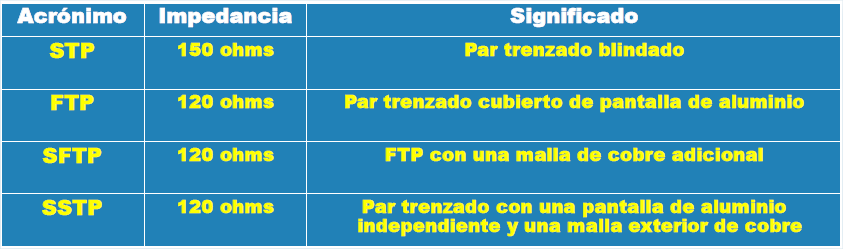 Acrónimo Impedancia Significado
STP 150 ohms Par trenzado blindado
FTP 120 ohms Par trenzado cubierto de pantalla de aluminio
SFTP 120 ohms FTP con una malla de cobre adicional
SSTP 120 ohms Par trenzado con una pantalla de aluminio
independiente y una malla exterior de cobre